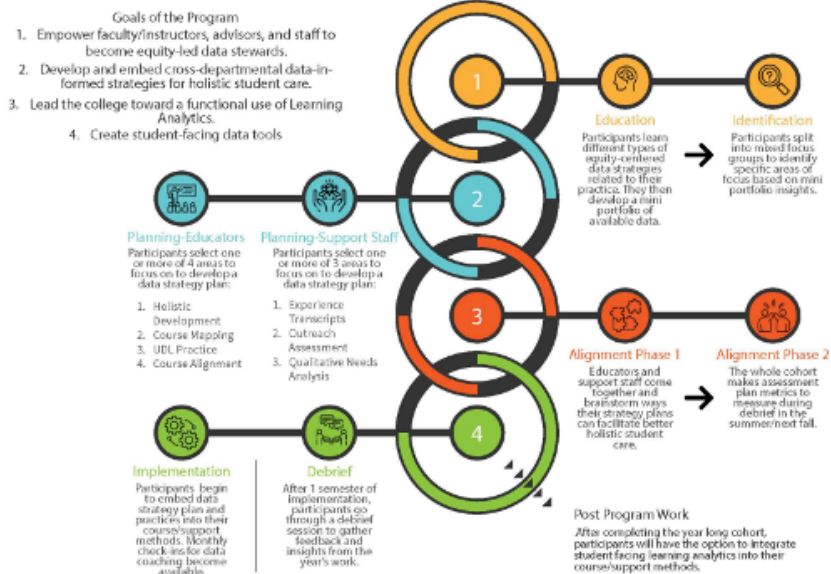 Goals of the Program
1. Empower faculty/instructors, advisors, and staff to
become equity-led data stewards.
2. Develop and embed cross-departmental data-in-
formed strategies for holistic student care.
3. Lead the college toward a functional use of Learning
Analytics.
4. Create student-facing data tools
1
Education
Participants learn
different types of
equity-centered
data strategies
related to their
practice. They then
develop a mini
portfolio of
available data.
Identification
Participants split
into mixed focus
groups to identify
specific areas of
focus based on mini
portfolio insights.
2
Planning-Educators
Participants select one
or more of 4 areas to
focus on to develop a
data strategy plan:
1. Holistic
Development
2. Course Mapping
3. UDL Practice
4. Course Alignment
Planning-Support Staff
Participants select one
or more of 3 areas to
focus on to develop a
data strategy plan:
1. Experience
Transcripts
2. Outreach
Assessment
3. Qualitative Needs
Analysis
3
Alignment Phase 1
Educators and
support staff come
together and
brainstorm ways
their strategy plans
can facilitate better
holistic student
care.
Alignment Phase 2
The whole cohort
makes assessment
plan metrics to
measure during
debrief in the
summer/next fall.
4
Implementation
Participants begin
to embed data
strategy plan and
practices into their
course/support
methods. Monthly
check-ins for data
coaching become
available.
Debrief
After 1 semester of
implementation,
participants go
through a debrief
session to gather
feedback and
insights from the
year's work.
Post Program Work
After completing the year long cohort,
participants will have the option to integrate
student facing learning analytics into their
course/support methods.